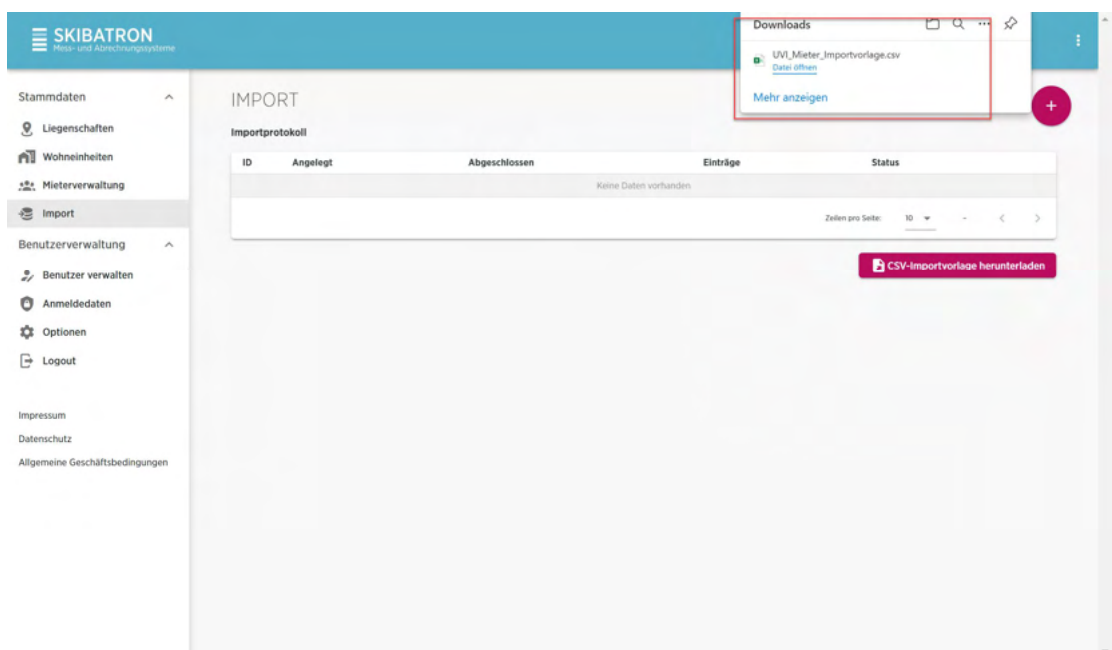 SKIBATRON
Mess- und Abrechnungssysteme
Downloads
UVI_Mieter_Importvorlage.csv
Datei öffnen
Mehr anzeigen
Stammdaten
Liegenschaften
Wohneinheiten
Mieterverwaltung
Import
Benutzerverwaltung
Benutzer verwalten
Anmeldedaten
Optionen
Logout
Impressum
Datenschutz
Allgemeine Geschäftsbedingungen
IMPORT
+
Importprotokoll
ID Angelegt Abgeschlossen Einträge Status
Keine Daten vorhanden
Zeilen pro Seite: 10 -
CSV-Importvorlage herunterladen